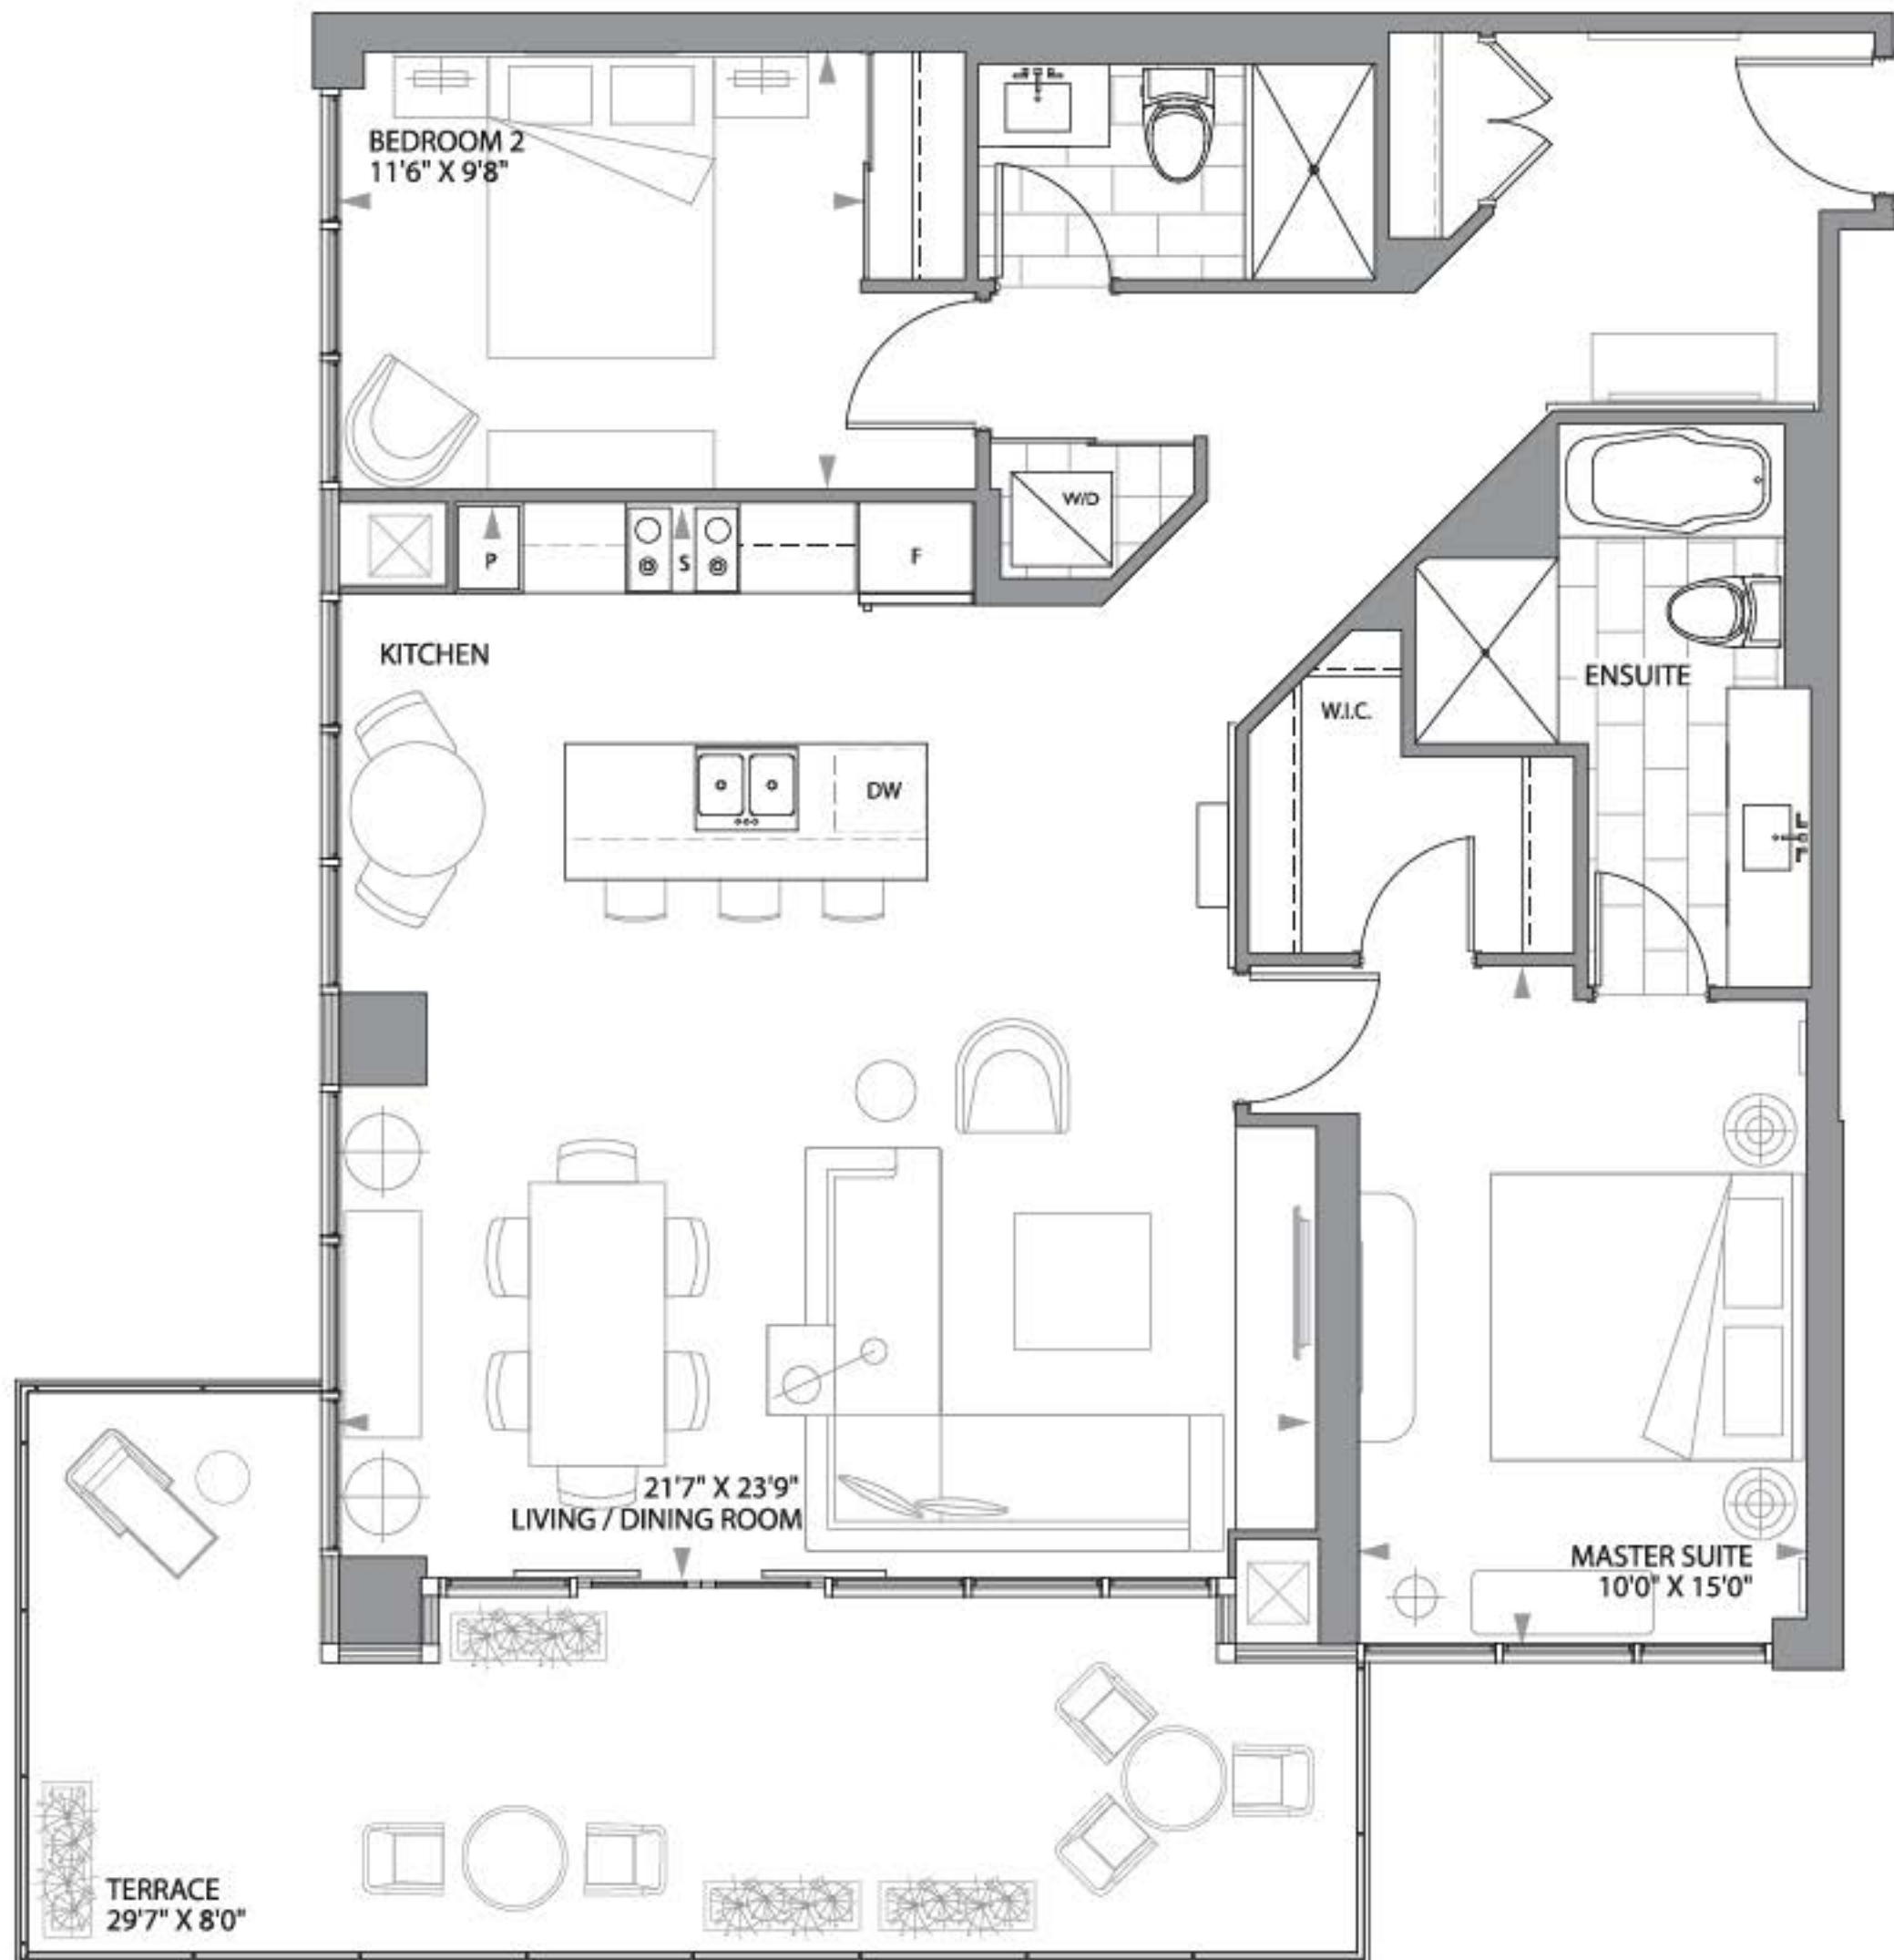 BEDROOM 2
11'6" X 9'8"
W/D
P
S
F
KITCHEN
ENSUITE
W.I.C.
DW
21'7" X 23'9"
LIVING / DINING ROOM
MASTER SUITE
10'0" X 15'0"
TERRACE
29'7" X 8'0"